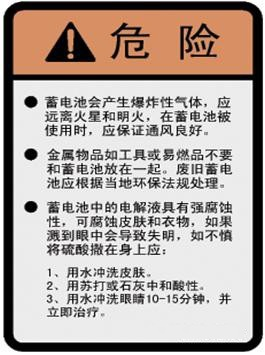 危险
● 蓄电池会产生爆炸性气体，应
远离火星和明火，在蓄电池被
使用时，应保证通风良好。
● 金属物品如工具或易燃品不要
和蓄电池放在一起。废旧蓄电
池应根据当地环保法规处理。
● 蓄电池中的电解液具有强腐蚀
性，可腐蚀皮肤和衣物，如果
溅到眼中会导致失明，如不慎
将硫酸撒在身上应：
1、用水冲洗皮肤。
2、用苏打或石灰中和酸性。
3、用水冲洗眼睛10-15分钟，并
立即治疗。